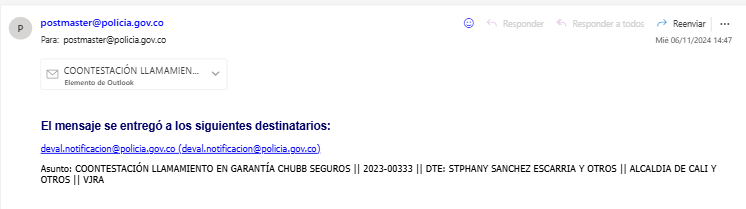 postmaster@policia.gov.co
P
Responder
Responder a todos
Reenviar
...
Para: postmaster@policia.gov.co
Mié 06/11/2024 14:47
COONTESTACIÓN LLAMAMIEN...
Elemento de Outlook
El mensaje se entregó a los siguientes destinatarios:
deval.notificacion@policia.gov.co (deval.notificacion@policia.gov.co)
Asunto: COONTESTACIÓN LLAMAMIENTO EN GARANTÍA CHUBB SEGUROS || 2023-00333 || DTE: STPHANY SANCHEZ ESCARRIA Y OTROS || ALCALDIA DE CALI Y
OTROS || VJRA